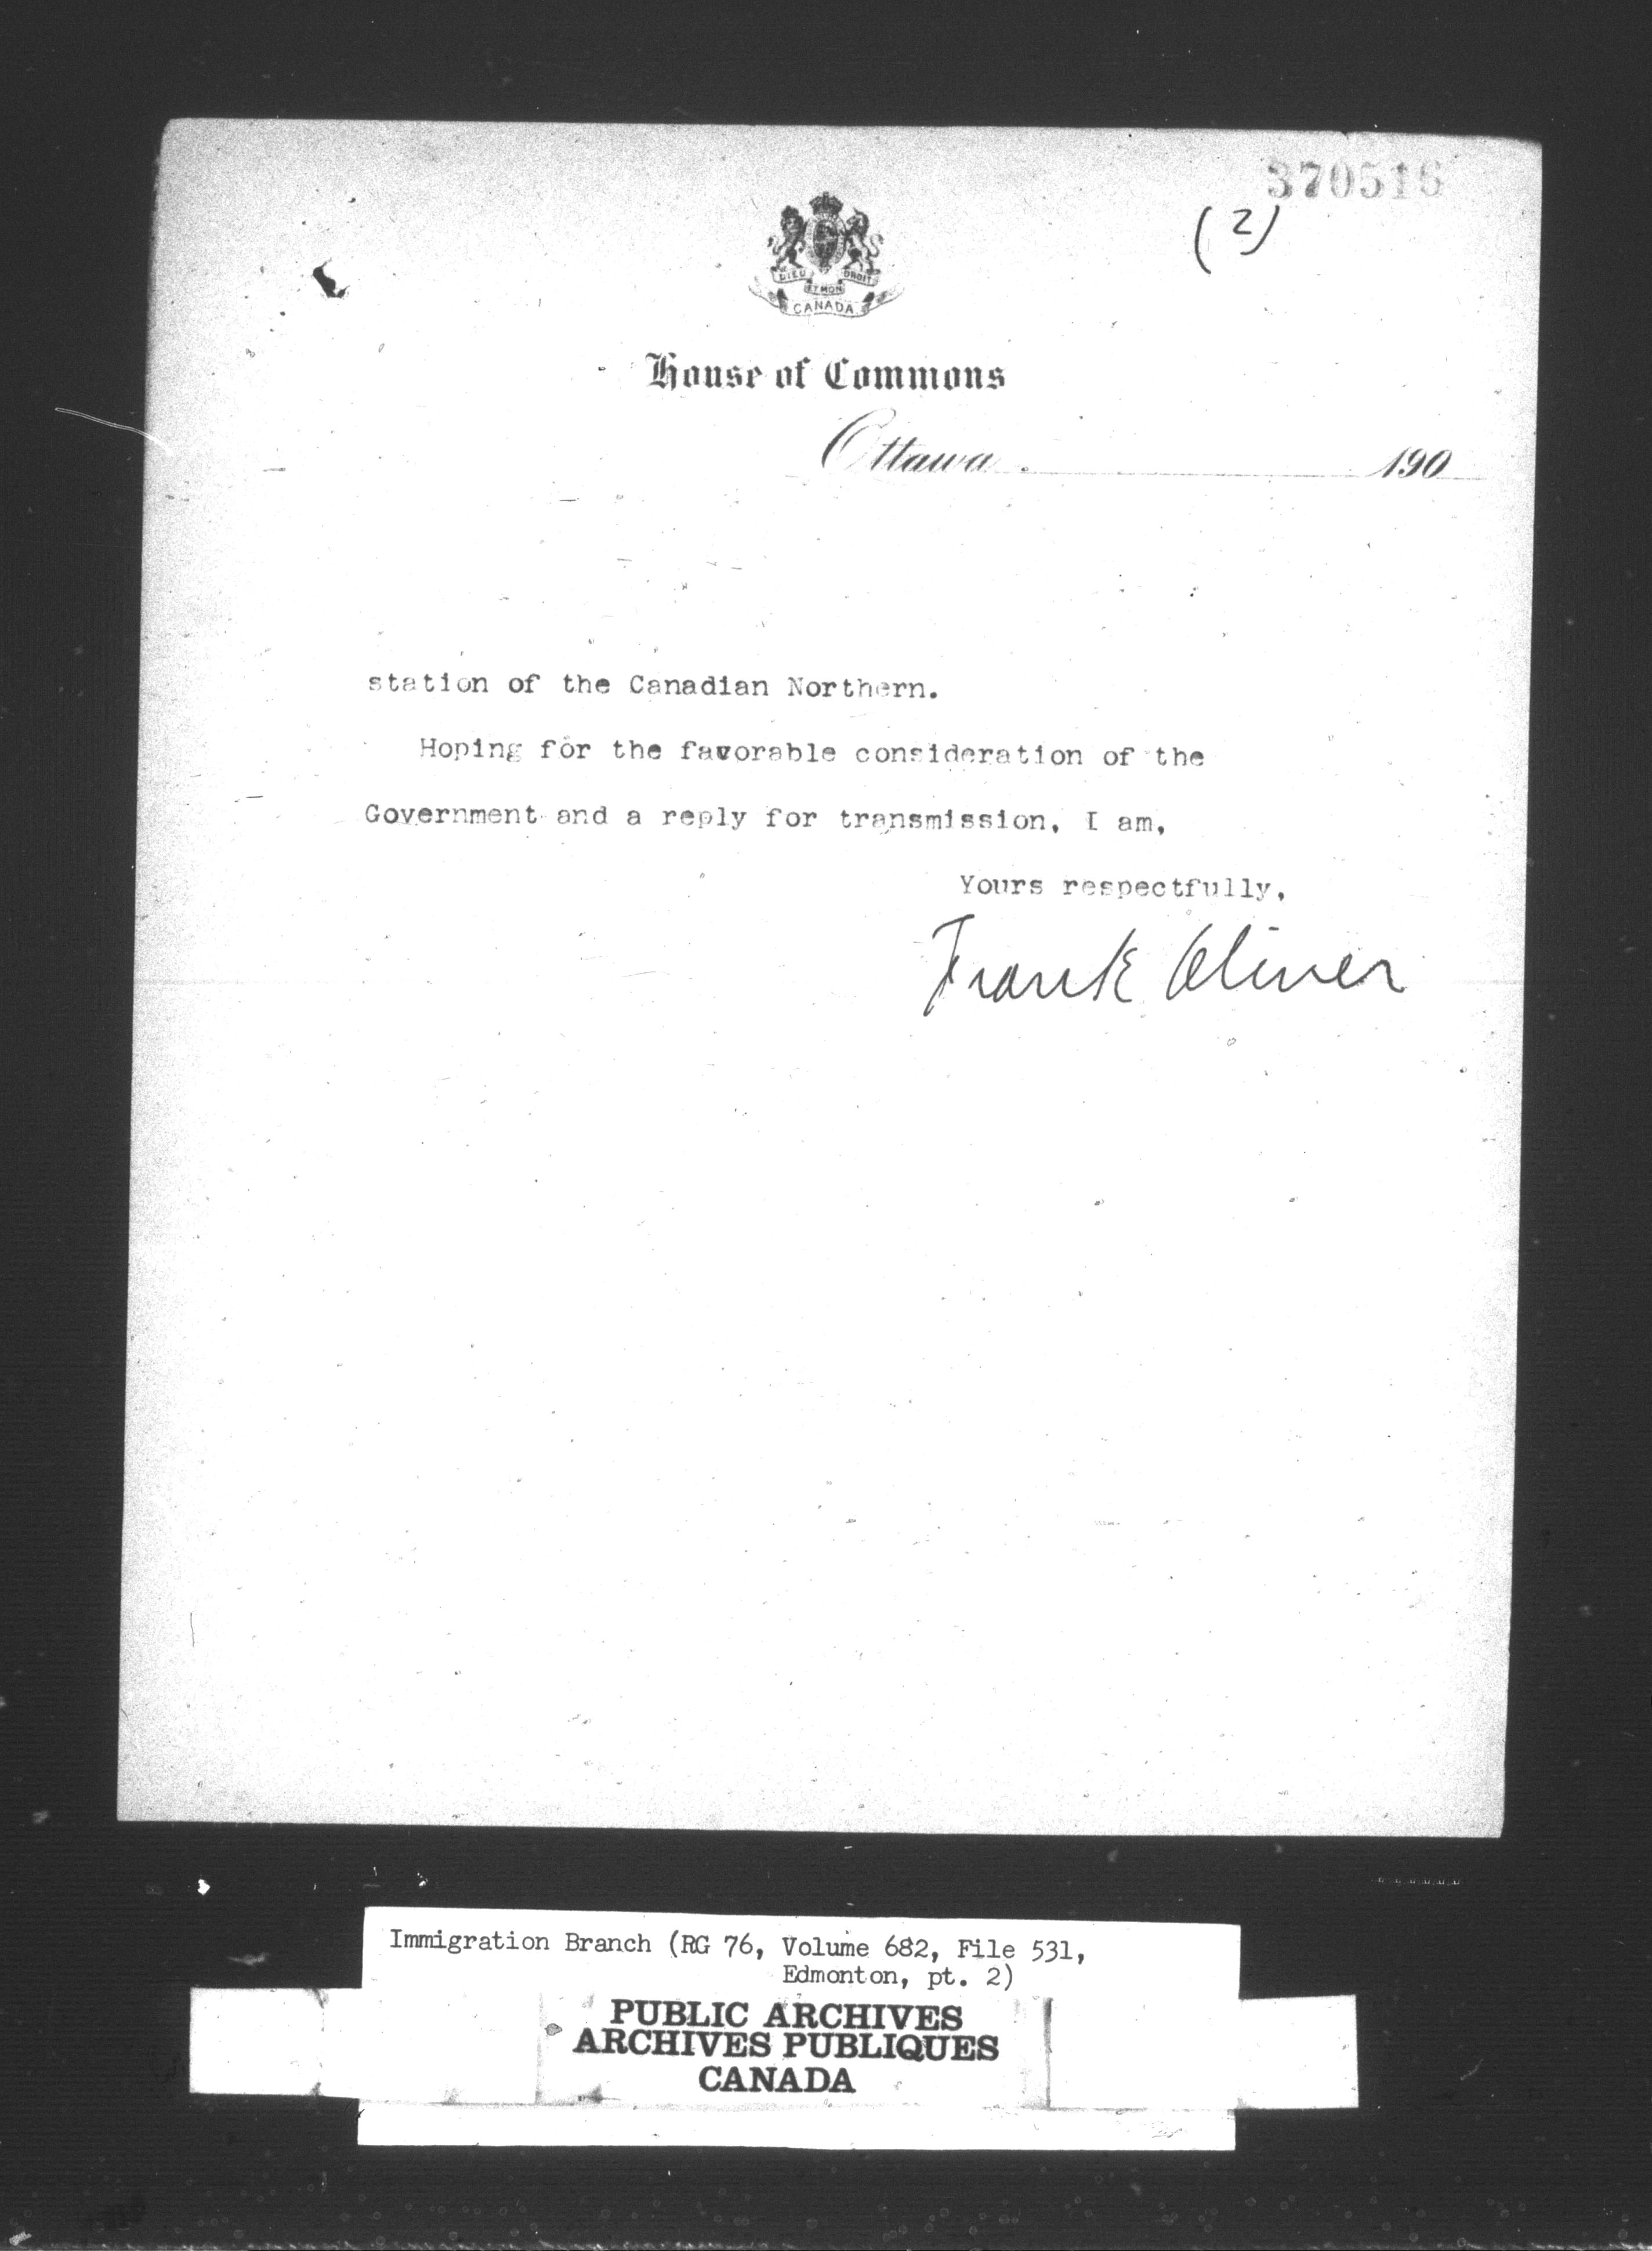 370516
(2)
DIEU ET MON DROIT
CANADA
House of Commons
Ottawa 190
station of the Canadian Northern.
Hoping for the favorable consideration of the
Government and a reply for transmission, I am,
Yours respectfully,
Frank Oliver
Immigration Branch (RG 76, Volume 682, File 531,
Edmonton, pt. 2)
PUBLIC ARCHIVES
ARCHIVES PUBLIQUES
CANADA